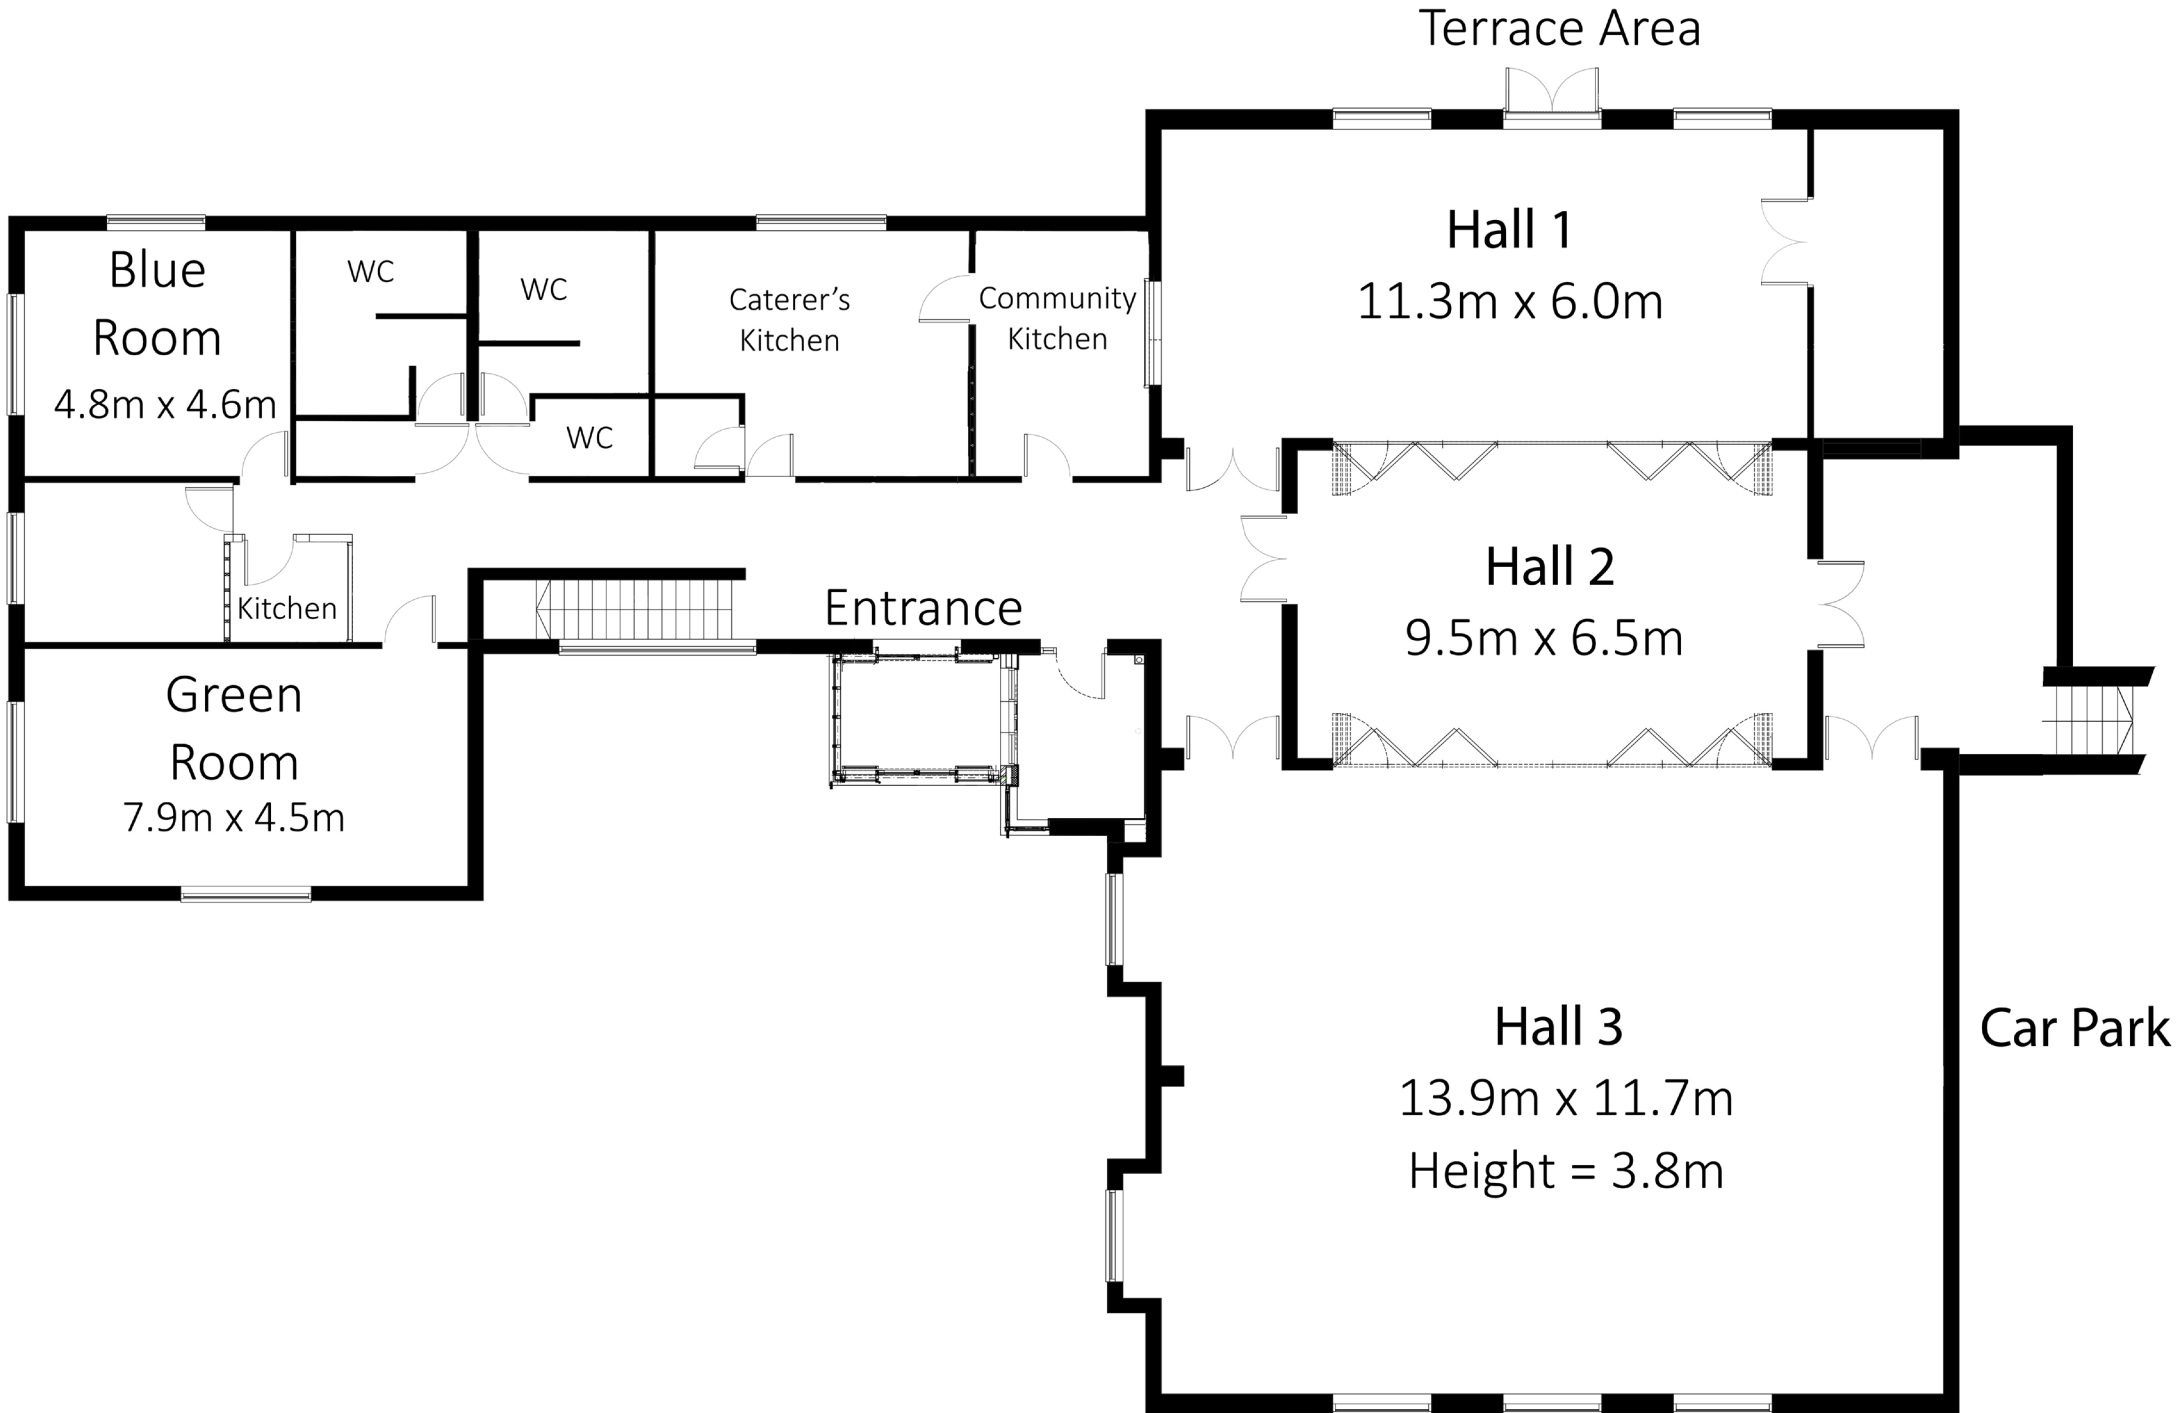 Terrace Area
Hall 1
11.3m x 6.0m
Blue
Room
4.8m x 4.6m
WC
WC
WC
Caterer’s
Kitchen
Community
Kitchen
Hall 2
9.5m x 6.5m
Entrance
Kitchen
Green
Room
7.9m x 4.5m
Hall 3
13.9m x 11.7m
Height = 3.8m
Car Park